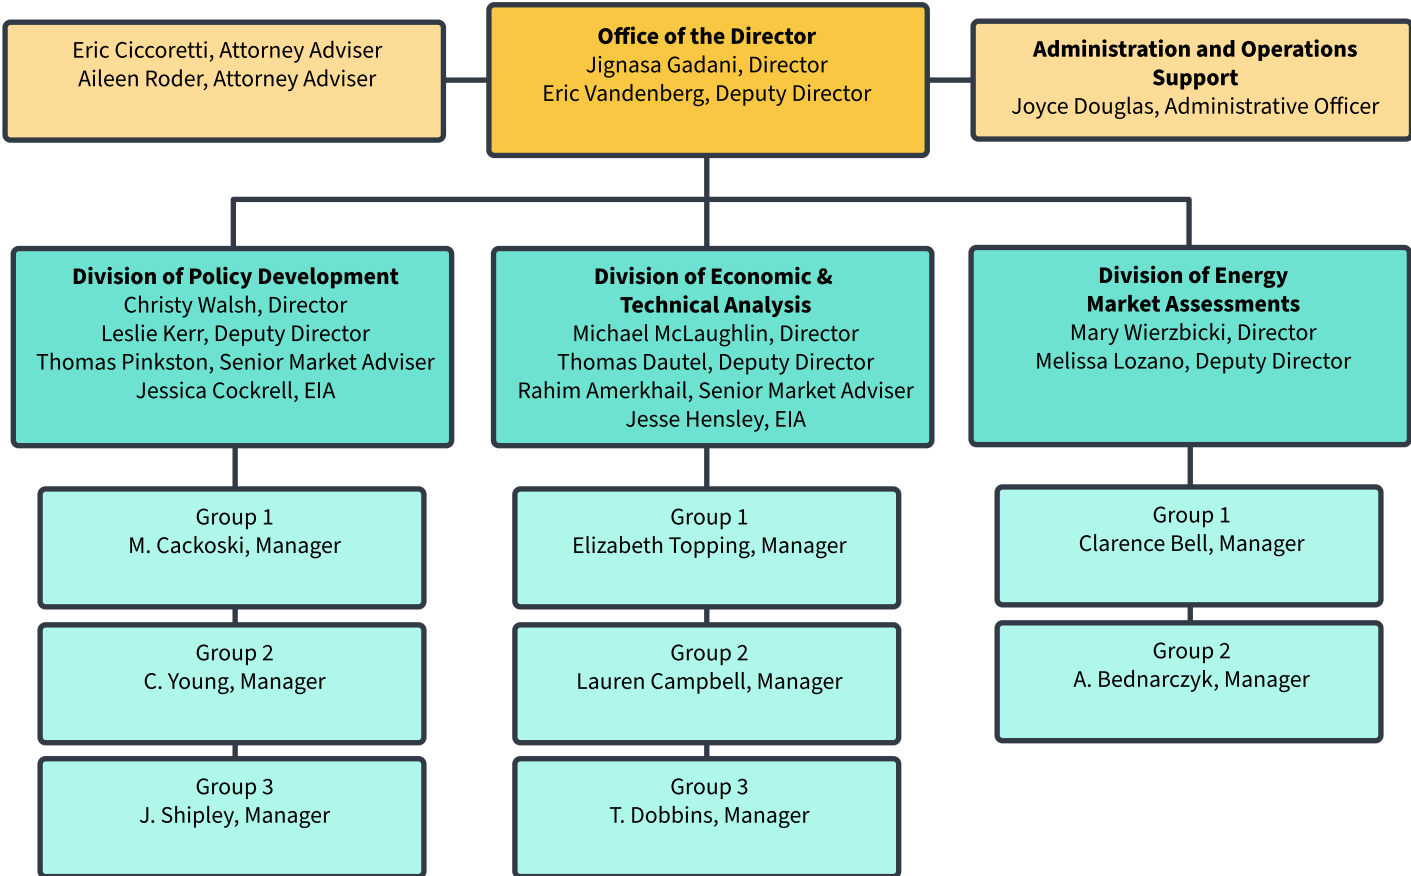 Eric Ciccoretti, Attorney Adviser
Aileen Roder, Attorney Adviser
Office of the Director
Jignasa Gadani, Director
Eric Vandenberg, Deputy Director
Administration and Operations
Support
Joyce Douglas, Administrative Officer
Division of Policy Development
Christy Walsh, Director
Leslie Kerr, Deputy Director
Thomas Pinkston, Senior Market Adviser
Jessica Cockrell, EIA
Division of Economic &
Technical Analysis
Michael McLaughlin, Director
Thomas Dautel, Deputy Director
Rahim Amerkhail, Senior Market Adviser
Jesse Hensley, EIA
Division of Energy
Market Assessments
Mary Wierzbicki, Director
Melissa Lozano, Deputy Director
Group 1
M. Cackoski, Manager
Group 2
C. Young, Manager
Group 3
J. Shipley, Manager
Group 1
Elizabeth Topping, Manager
Group 2
Lauren Campbell, Manager
Group 3
T. Dobbins, Manager
Group 1
Clarence Bell, Manager
Group 2
A. Bednarczyk, Manager